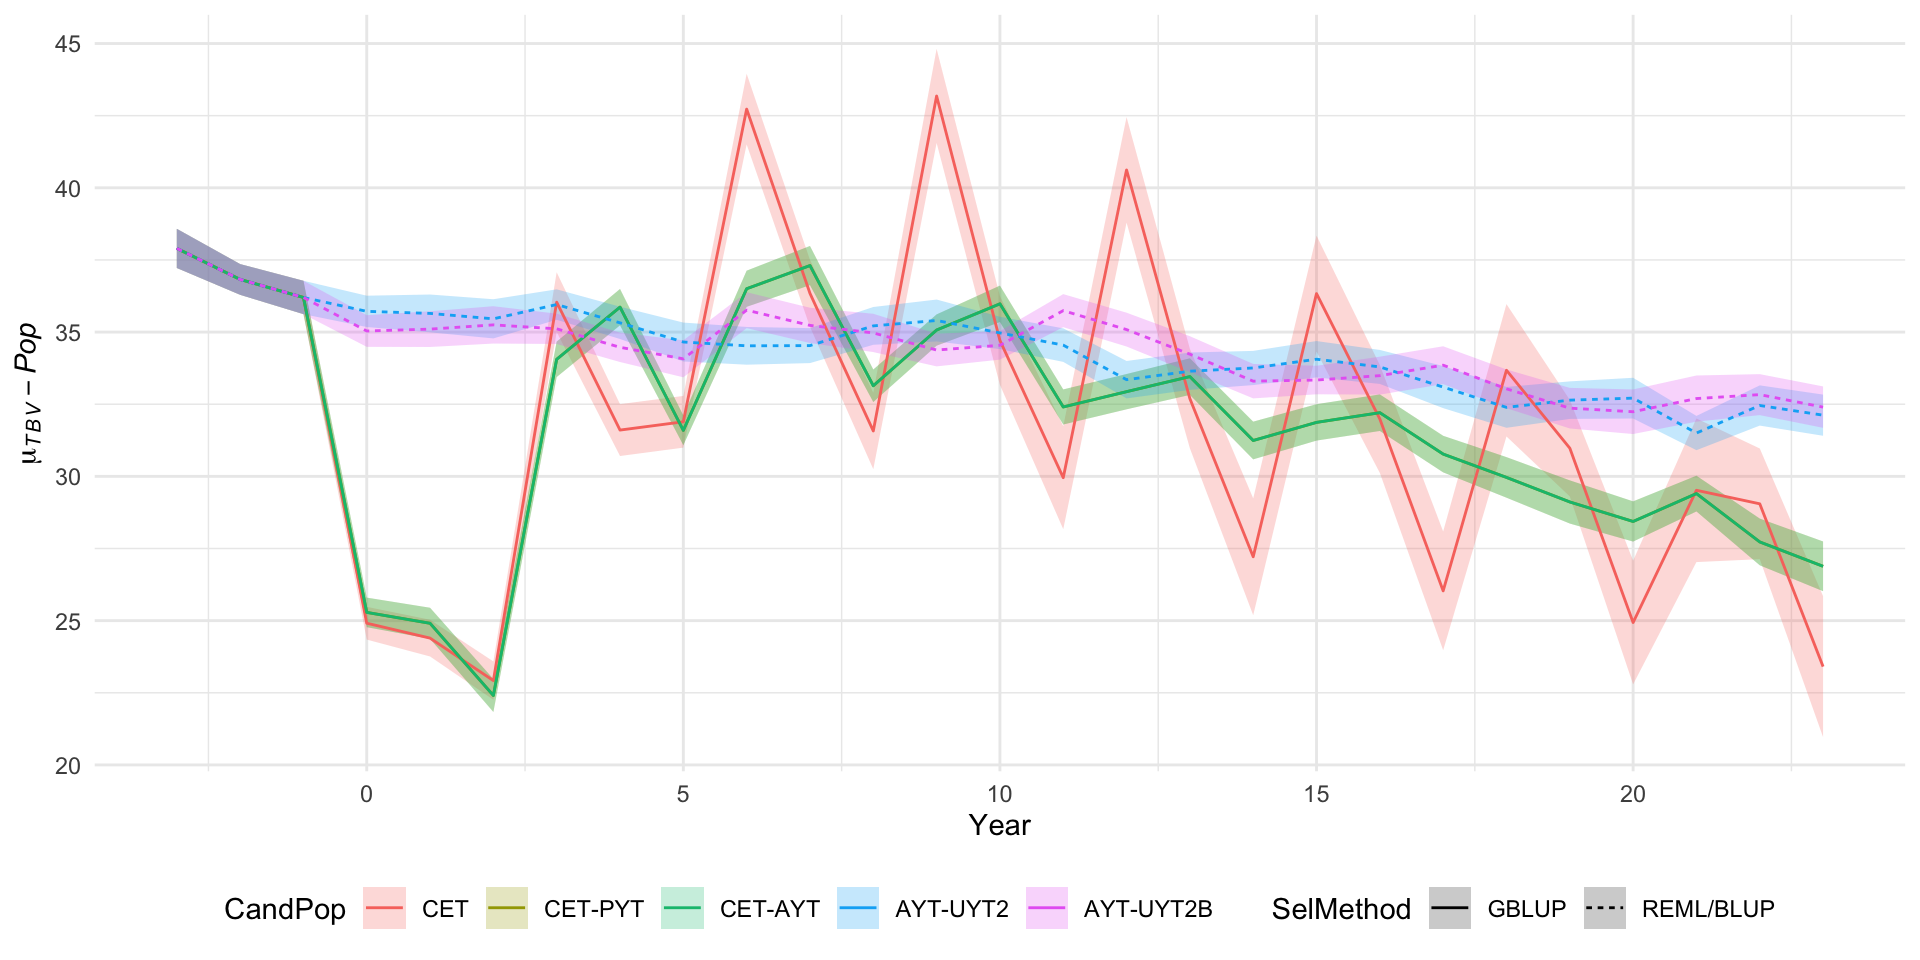 45
40
35
30
25
20
μTBV − Pop
0 5 10 15 20
Year
CandPop CET CET-PYT CET-AYT AYT-UYT2 AYT-UYT2B SelMethod GBLUP REML/BLUP